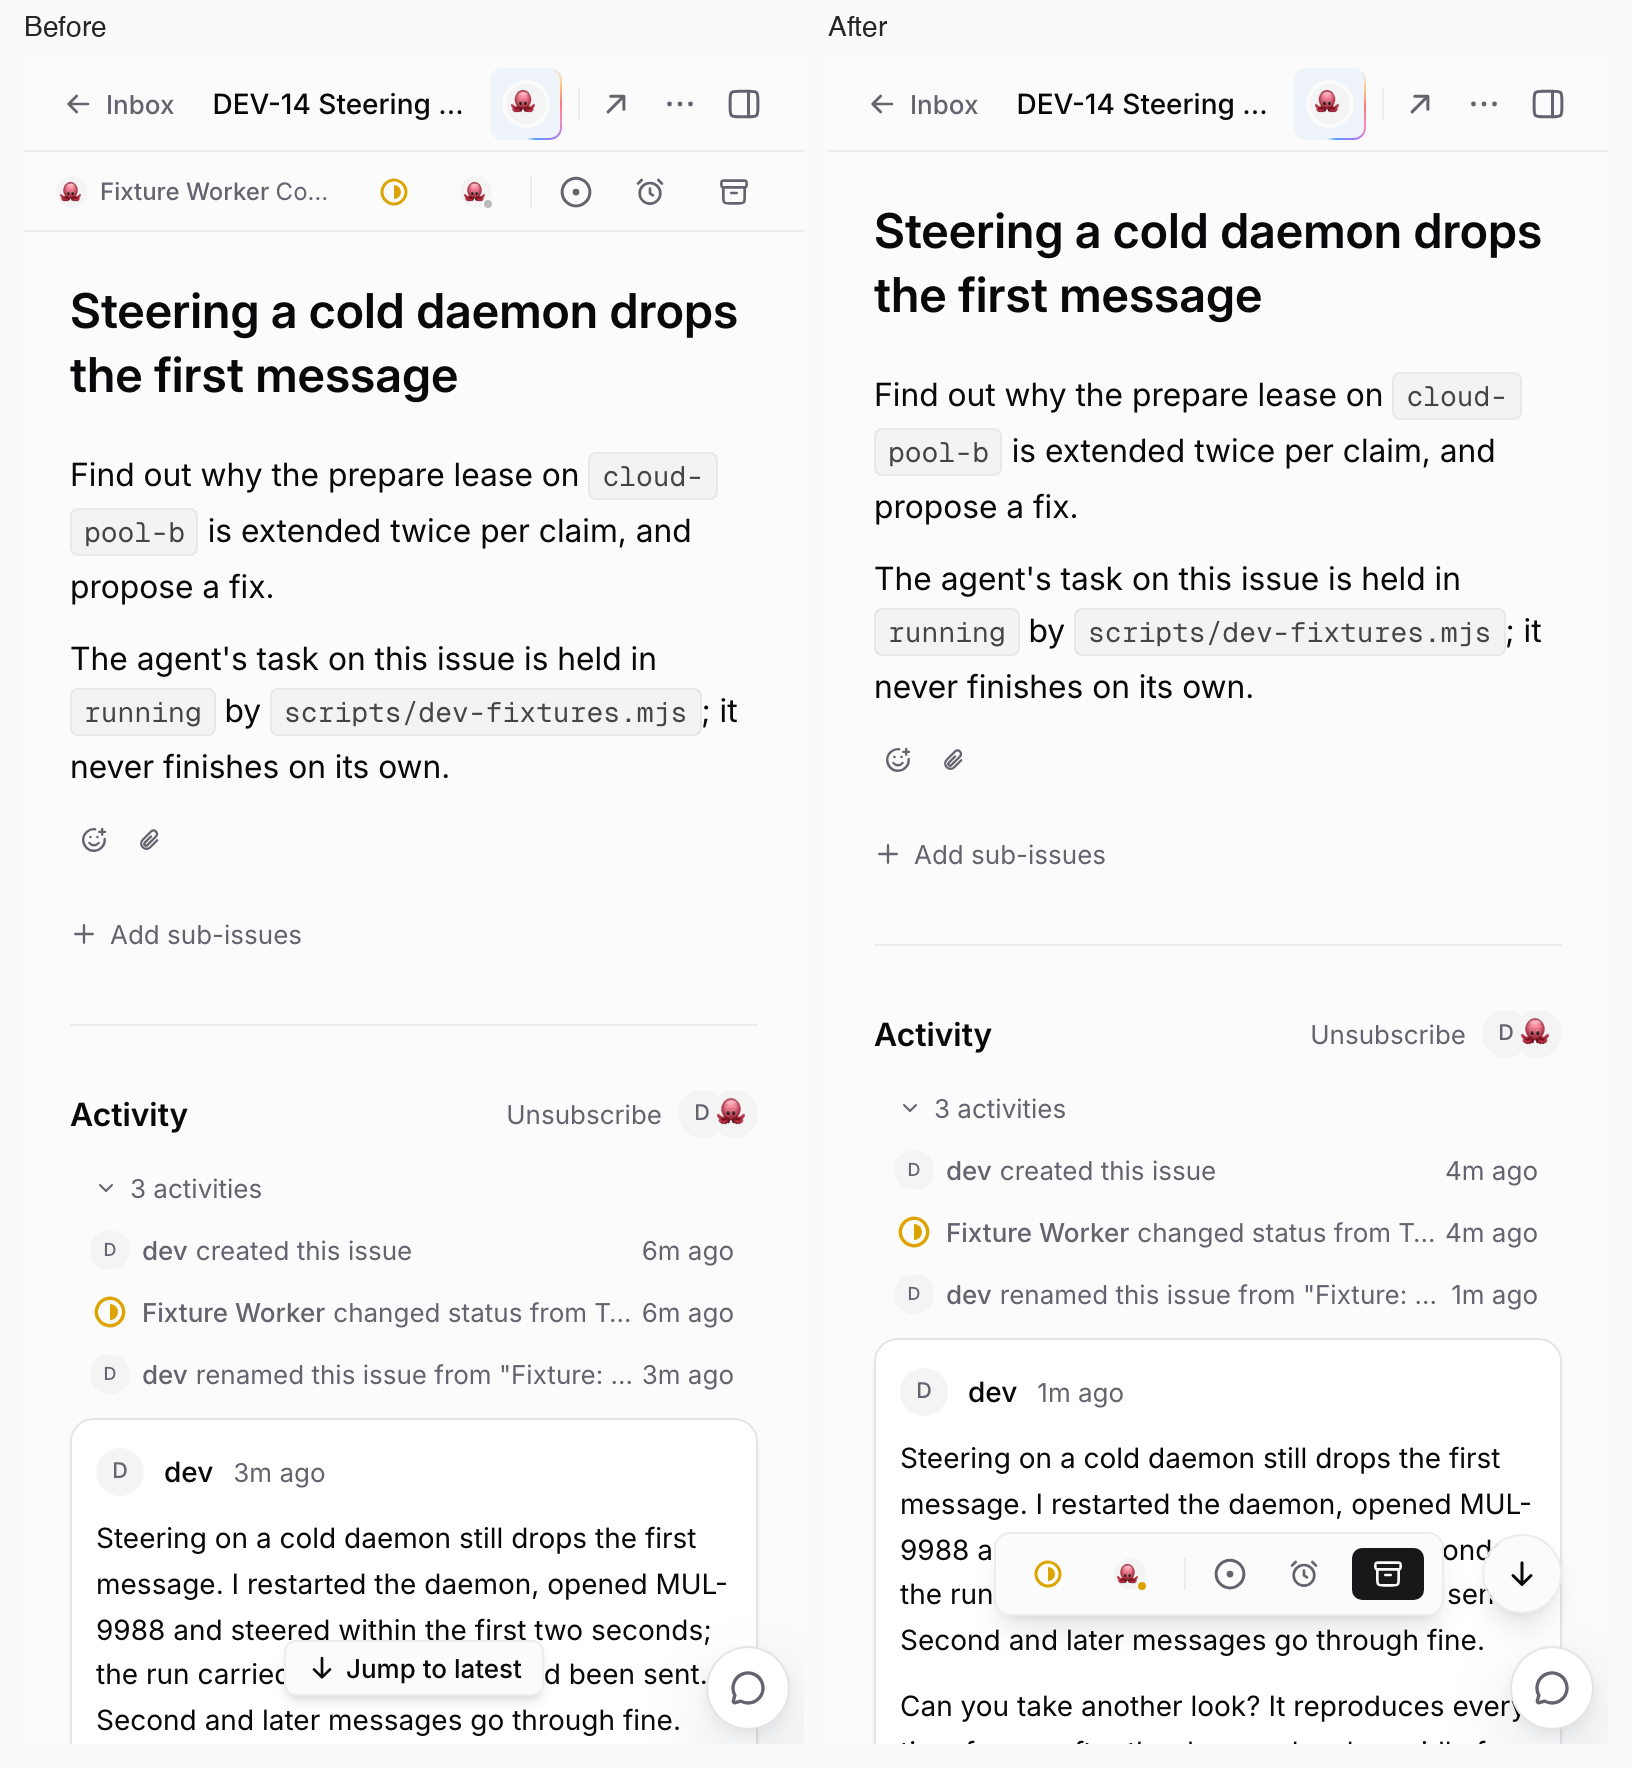 Before
Inbox
DEV-14 Steering ...
Fixture Worker Co...
Steering a cold daemon drops
the first message
Find out why the prepare lease on cloud-
pool-b is extended twice per claim, and
propose a fix.
The agent's task on this issue is held in
running by scripts/dev-fixtures.mjs; it
never finishes on its own.
Add sub-issues
Activity
Unsubscribe
D
3 activities
D dev created this issue 6m ago
Fixture Worker changed status from T... 6m ago
D dev renamed this issue from "Fixture: ... 3m ago
D dev 3m ago
Steering on a cold daemon still drops the first
message. I restarted the daemon, opened MUL-
9988 and steered within the first two seconds;
the run carried
d been sent.
Jump to latest
Second and later messages go through fine.
After
Inbox
DEV-14 Steering ...
Steering a cold daemon drops
the first message
Find out why the prepare lease on cloud-
pool-b is extended twice per claim, and
propose a fix.
The agent's task on this issue is held in
running by scripts/dev-fixtures.mjs; it
never finishes on its own.
Add sub-issues
Activity
Unsubscribe
D
3 activities
D dev created this issue 4m ago
Fixture Worker changed status from T... 4m ago
D dev renamed this issue from "Fixture: ... 1m ago
D dev 1m ago
Steering on a cold daemon still drops the first
message. I restarted the daemon, opened MUL-
9988 a
the run
Second and later messages go through fine.
Can you take another look? It reproduces every